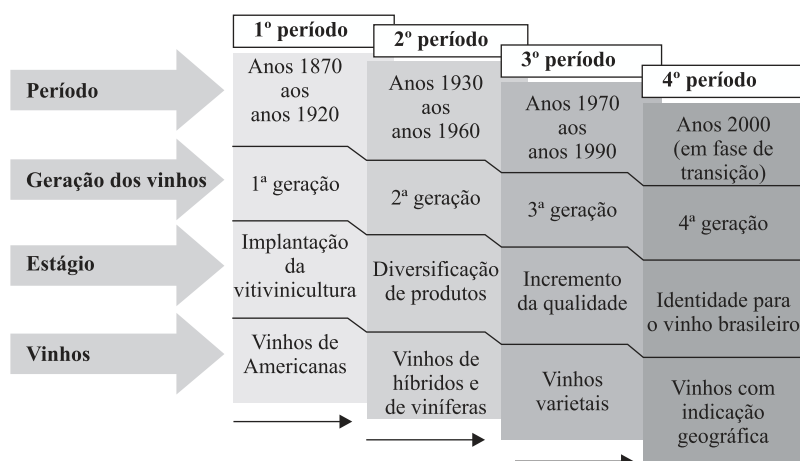 1º período
2º período
3º período
4º período
Período
Anos 1870
aos
anos 1920
Anos 1930
aos
anos 1960
Anos 1970
aos
anos 1990
Anos 2000
(em fase de
transição)
Geração dos vinhos
1ª geração
2ª geração
3ª geração
4ª geração
Estágio
Implantação
da
vitivinicultura
Diversificação
de produtos
Incremento
da qualidade
Identidade para
o vinho brasileiro
Vinhos
Vinhos de
Americanas
Vinhos de
híbridos e
de viníferas
Vinhos
varietais
Vinhos com
indicação
geográfica